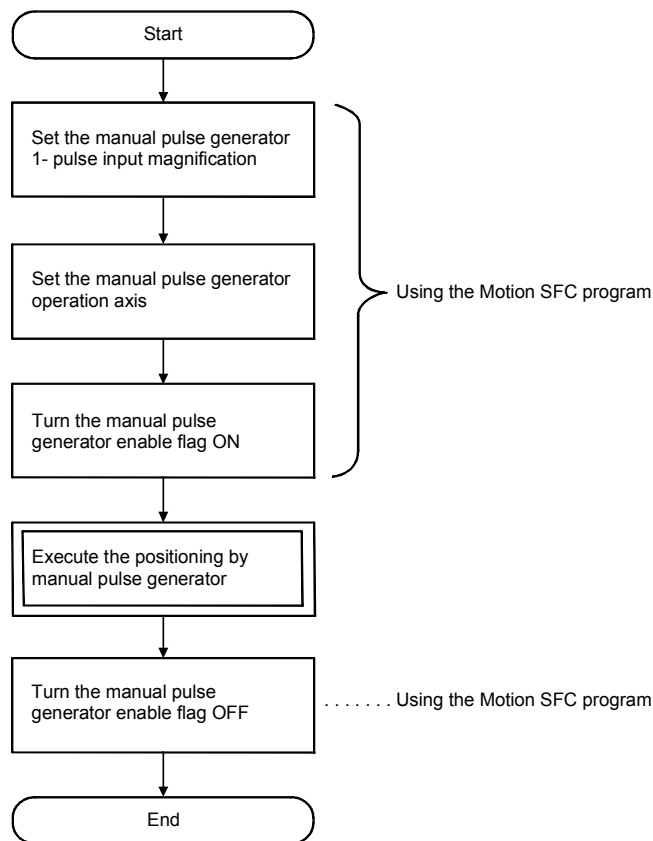 Start
Set the manual pulse generator
1- pulse input magnification
Set the manual pulse generator
operation axis
Using the Motion SFC program
Turn the manual pulse
generator enable flag ON
Execute the positioning by
manual pulse generator
Turn the manual pulse
generator enable flag OFF
. . . . . . . Using the Motion SFC program
End